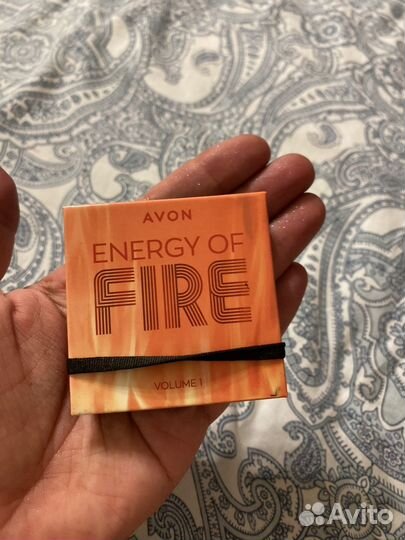 AVON
ENERGY OF
FIRE
VOLUME 1
Avito